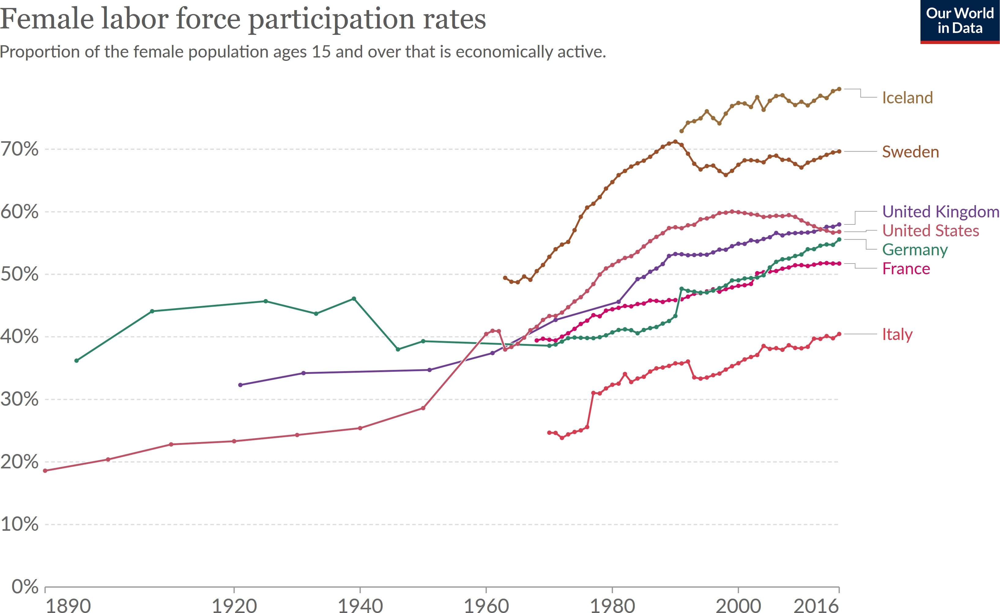 Female labor force participation rates
Our World
in Data
Proportion of the female population ages 15 and over that is economically active.
Iceland
70%
Sweden
60%
United Kingdom
United States
Germany
50%
France
40%
Italy
30%
20%
10%
0%
1890 1920 1940 1960 1980 2000 2016